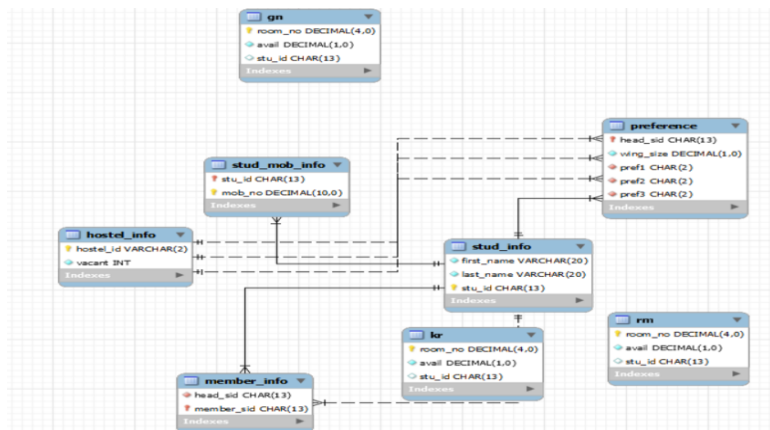 gn
room_no DECIMAL(4,0)
avail DECIMAL(1,0)
stu_id CHAR(13)
Indexes
preference
head_sid CHAR(13)
wing_size DECIMAL(1,0)
pref1 CHAR(2)
pref2 CHAR(2)
pref3 CHAR(2)
Indexes
stud_mob_info
stu_id CHAR(13)
mob_no DECIMAL(10,0)
Indexes
hostel_info
hostel_id VARCHAR(2)
vacant INT
Indexes
stud_info
first_name VARCHAR(20)
last_name VARCHAR(20)
stu_id CHAR(13)
Indexes
kr
room_no DECIMAL(4,0)
avail DECIMAL(1,0)
stu_id CHAR(13)
Indexes
rm
room_no DECIMAL(4,0)
avail DECIMAL(1,0)
stu_id CHAR(13)
Indexes
member_info
head_sid CHAR(13)
member_sid CHAR(13)
Indexes